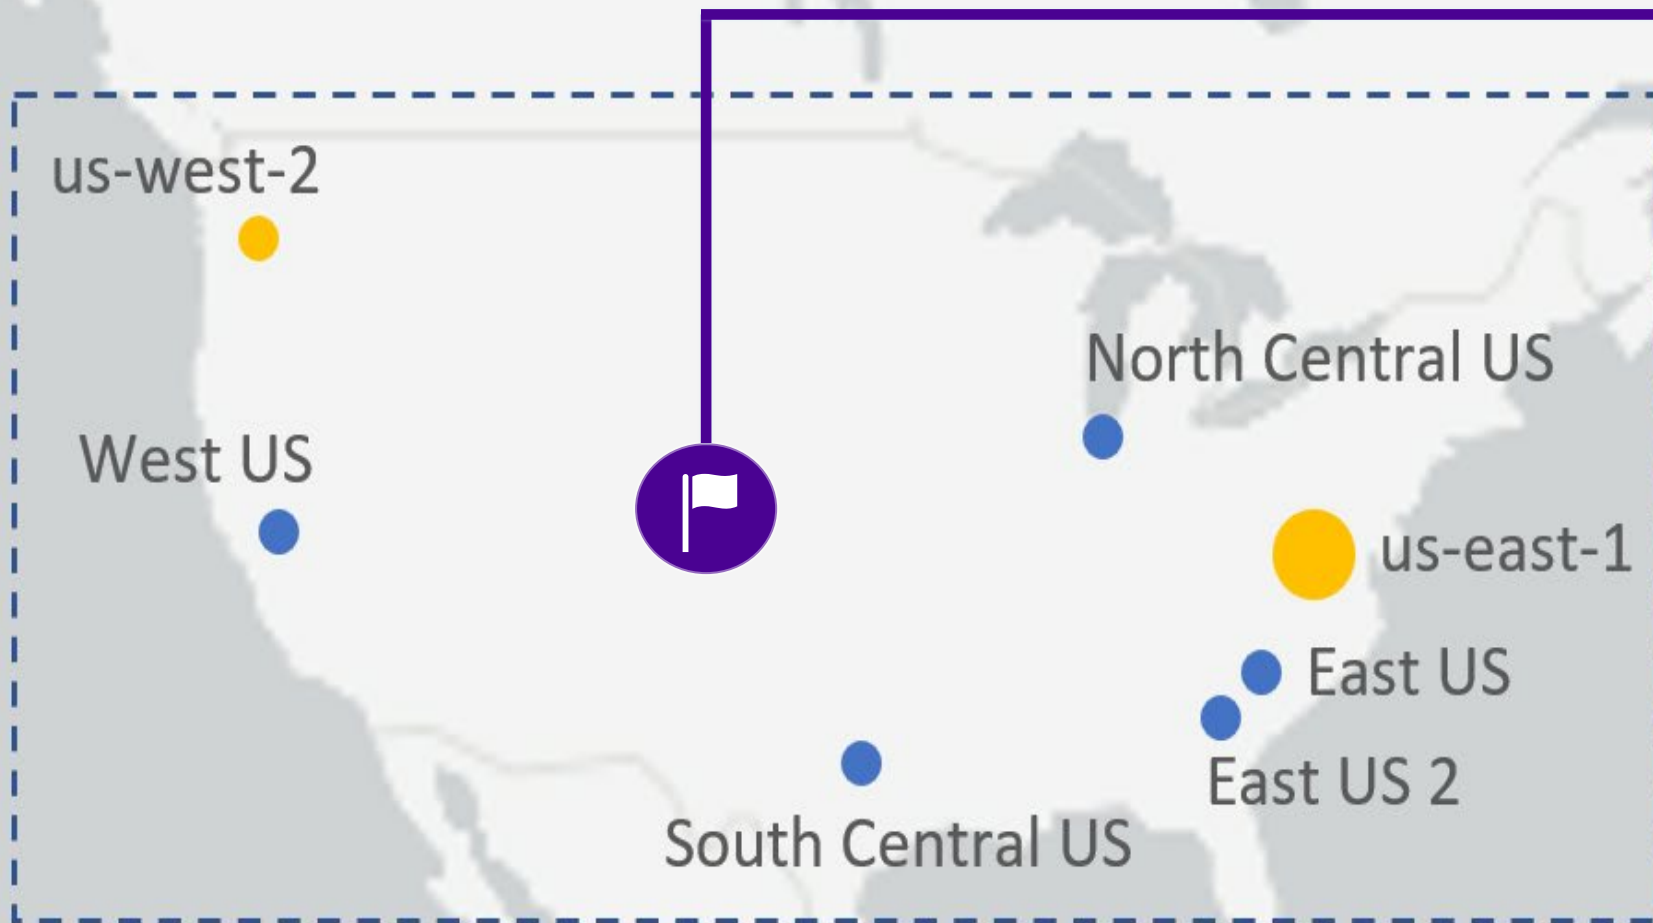 us-west-2
North Central US
West US
us-east-1
East US
East US 2
South Central US